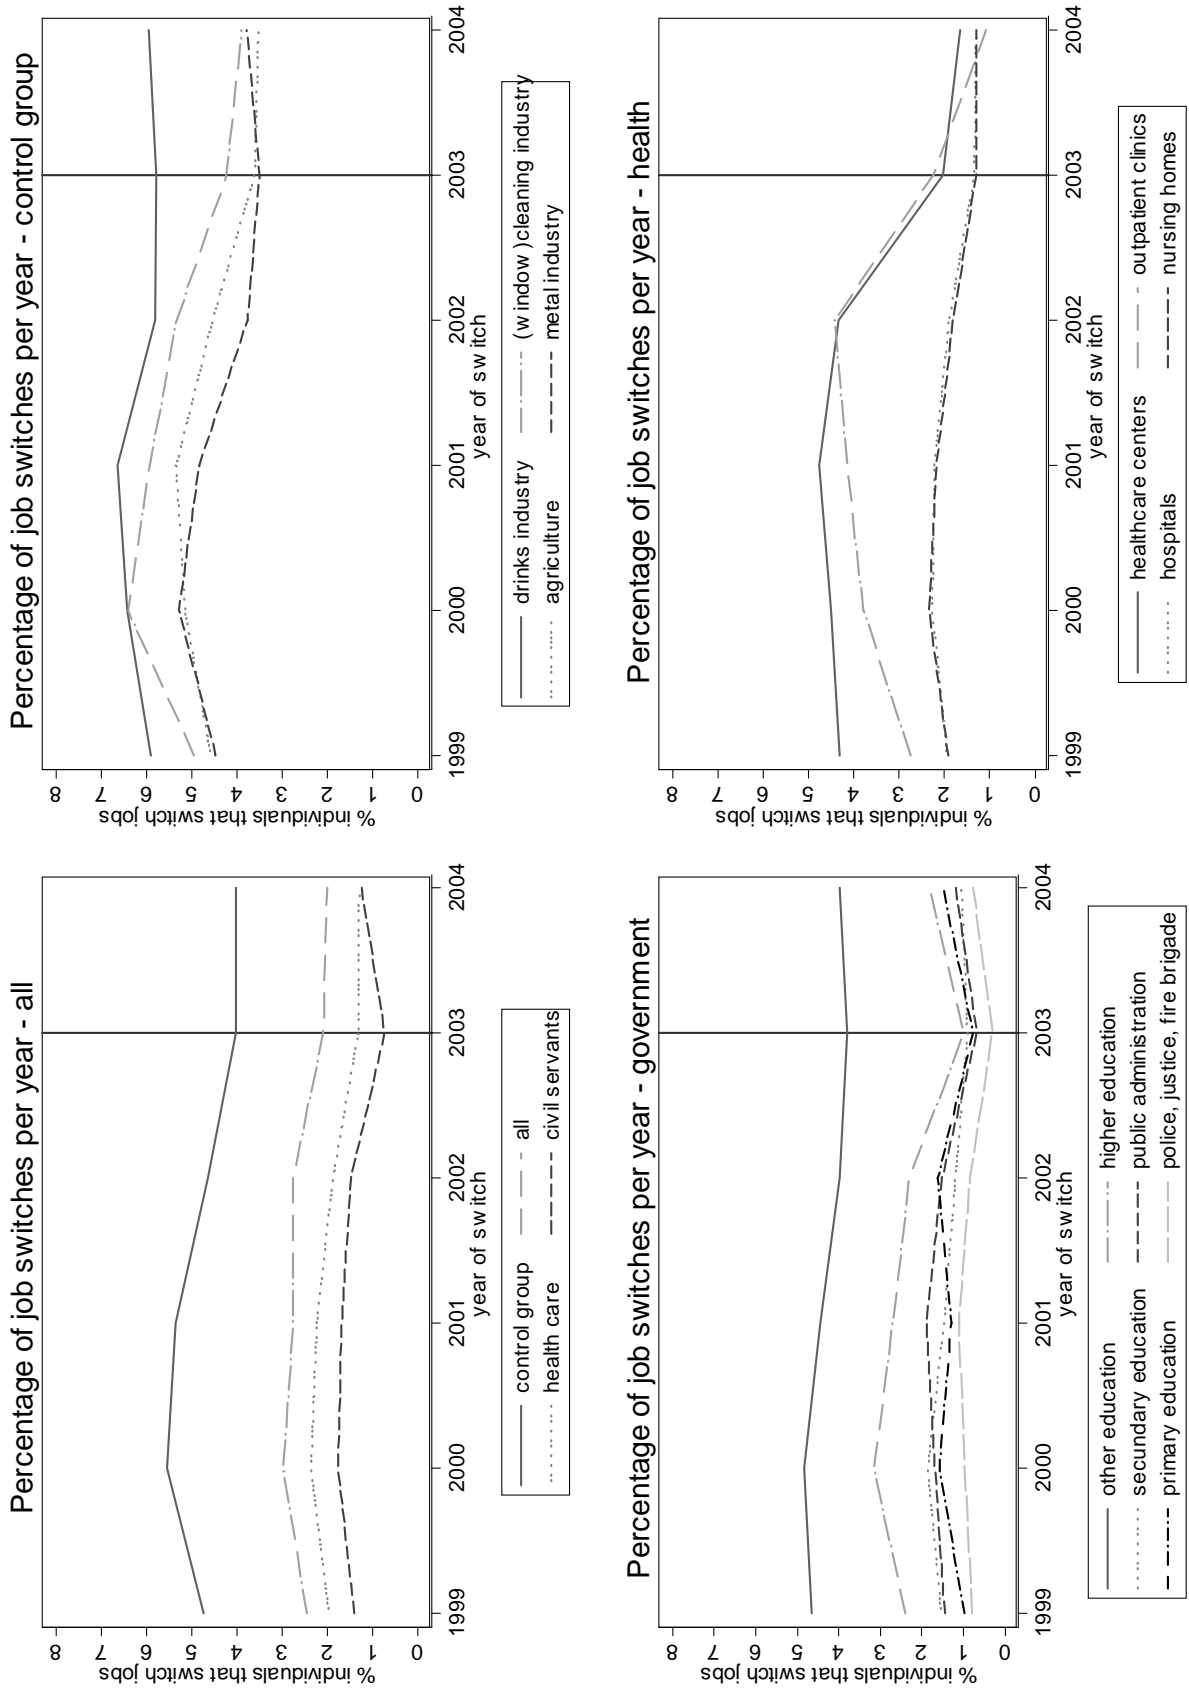 Percentage of job switches per year - all
% individuals that switch jobs
8
7
6
5
4
3
2
1
0
1999 2000 2001 2002 2003 2004
year of switch
control group all
health care civil servants
Percentage of job switches per year - control group
% individuals that switch jobs
8
7
6
5
4
3
2
1
0
1999 2000 2001 2002 2003 2004
year of switch
drinks industry (window )cleaning industry
agriculture metal industry
Percentage of job switches per year - government
% individuals that switch jobs
8
7
6
5
4
3
2
1
0
1999 2000 2001 2002 2003 2004
year of switch
other education higher education
secundary education public administration
primary education police, justice, fire brigade
Percentage of job switches per year - health
% individuals that switch jobs
8
7
6
5
4
3
2
1
0
1999 2000 2001 2002 2003 2004
year of switch
healthcare centers outpatient clinics
hospitals nursing homes